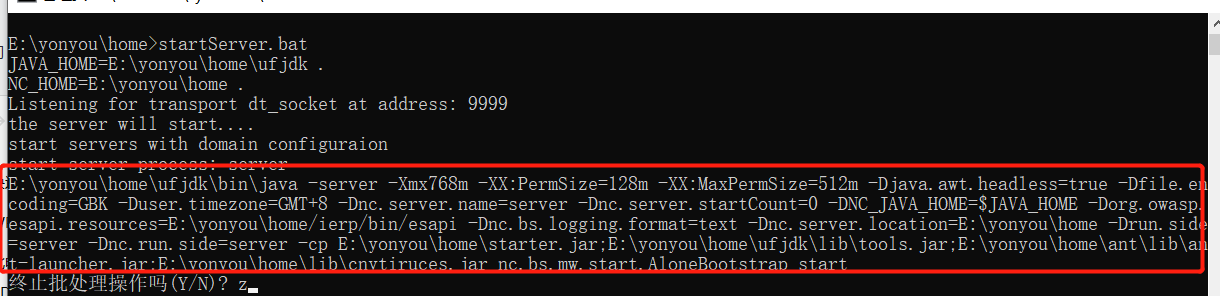 E:\yonyou\home>startServer.bat
JAVA_HOME=E:\yonyou\home\ufjdk .
NC_HOME=E:\yonyou\home .
Listening for transport dt_socket at address: 9999
the server will start....
start servers with domain configuraion
start server process: server
E:\yonyou\home\ufjdk\bin\java -server -Xmx768m -XX:PermSize=128m -XX:MaxPermSize=512m -Djava.awt.headless=true -Dfile.en
coding=GBK -Duser.timezone=GMT+8 -Dnc.server.name=server -Dnc.server.startCount=0 -DNC_JAVA_HOME=$JAVA_HOME -Dorg.owasp.
esapi.resources=E:\yonyou\home/ierp/bin/esapi -Dnc.bs.logging.format=text -Dnc.server.location=E:\yonyou\home -Drun.side
=server -Dnc.run.side=server -cp E:\yonyou\home\starter.jar;E:\yonyou\home\ufjdk\lib\tools.jar;E:\yonyou\home\ant\lib\an
t-launcher.jar;E:\yonyou\home\lib\cnytiruces.jar nc.bs.mw.start.AloneBootstrap start
终止批处理操作吗(Y/N)? z